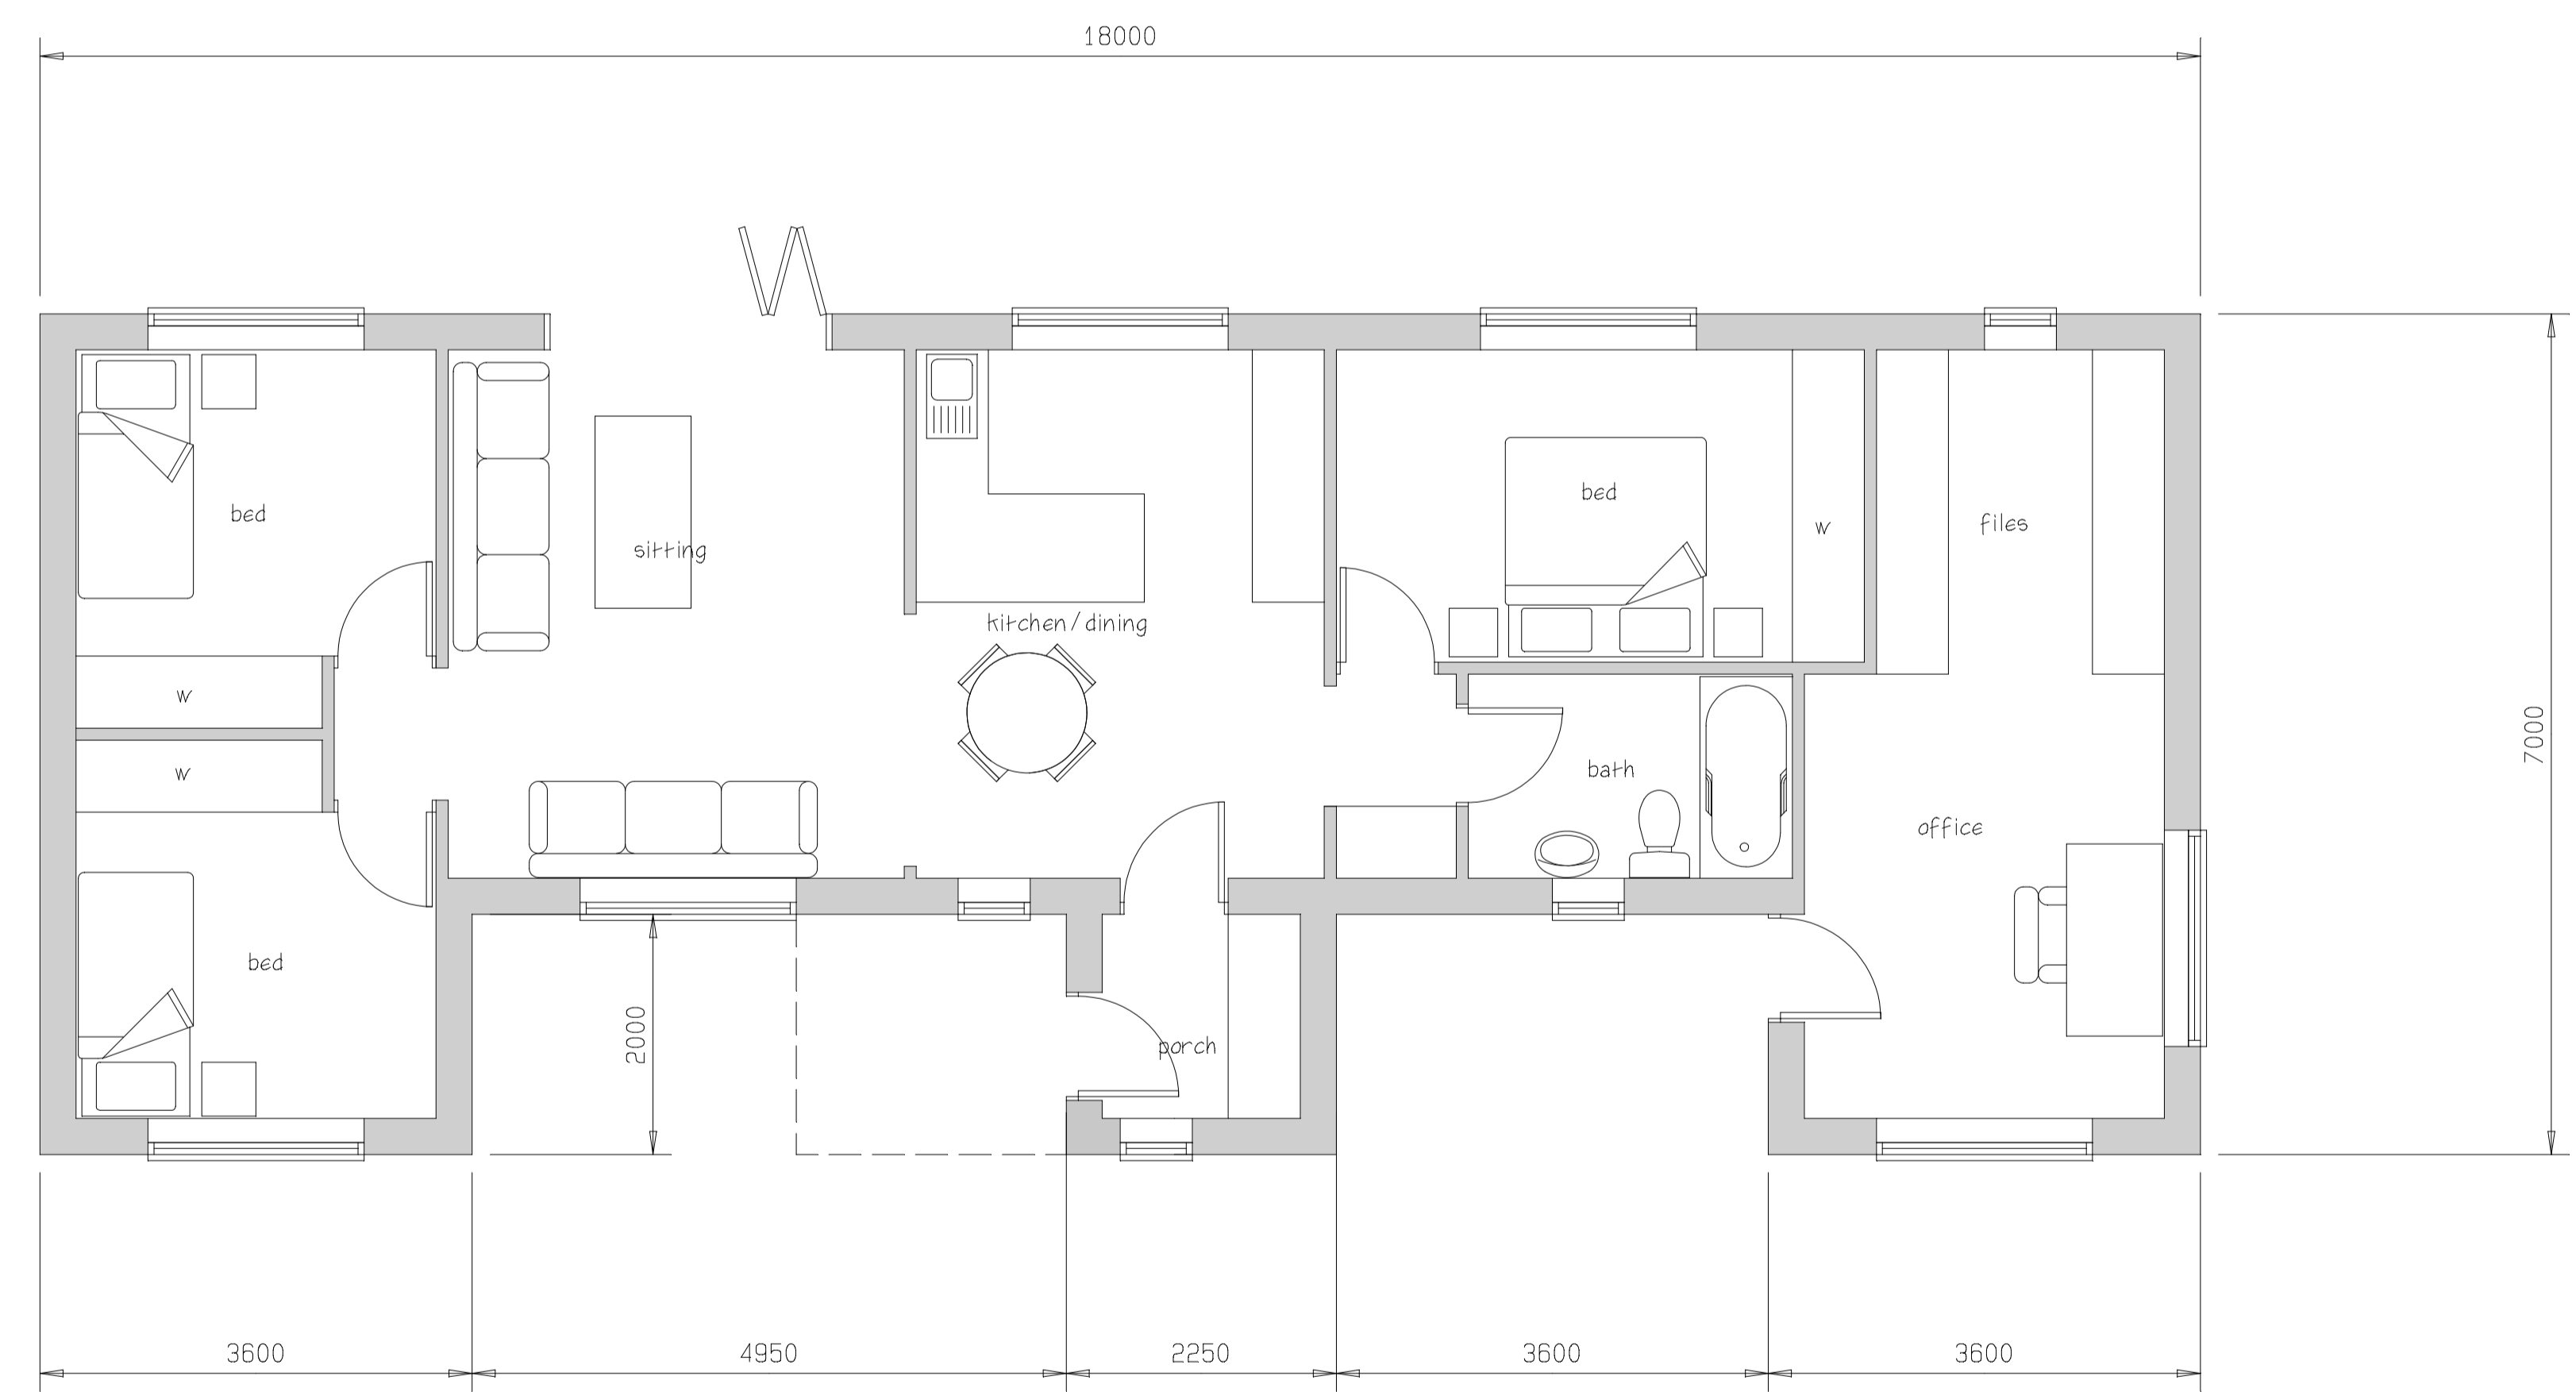 18000
bed
sitting
kitchen/dining
bed
w
files
w
w
bath
office
7000
bed
2000
porch
3600
4950
2250
3600
3600